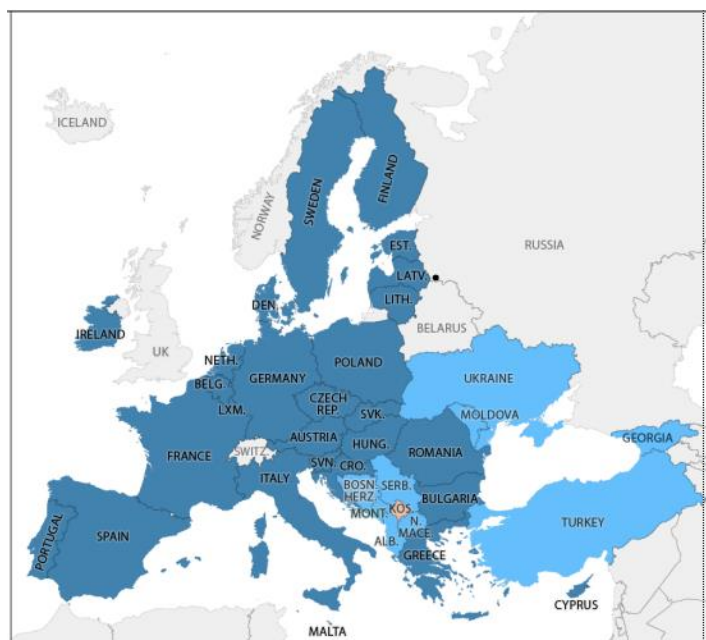 ICELAND
SWEDEN
FINLAND
NORWAY
RUSSIA
EST.
LATV.
LITH.
DEN.
BELARUS
IRELAND
UK
NETH.
POLAND
BELG.
GERMANY
UKRAINE
LXM.
CZECH
REP.
SVK.
MOLDOVA
AUSTRIA
HUNG.
GEORGIA
FRANCE
SWITZ.
SVN.
CRO.
ROMANIA
ITALY
BOSN.
HERZ.
SERB.
BULGARIA
MONT.
KOS.
N.
MACE.
TURKEY
PORTUGAL
SPAIN
ALB.
GREECE
CYPRUS
MALTA